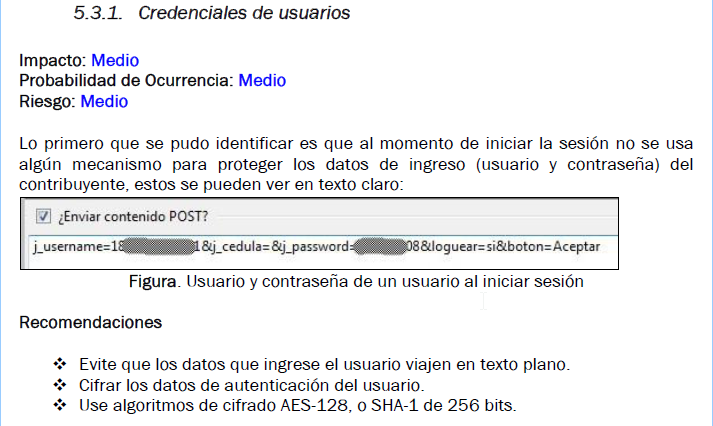 5.3.1. Credenciales de usuarios
Impacto: Medio
Probabilidad de Ocurrencia: Medio
Riesgo: Medio
Lo primero que se pudo identificar es que al momento de iniciar la sesión no se usa
algún mecanismo para proteger los datos de ingreso (usuario y contraseña) del
contribuyente, estos se pueden ver en texto claro:
¿Enviar contenido POST?
j_username=18 1&j_cedula=&j_password= 08&loguear=si&boton=Aceptar
Figura. Usuario y contraseña de un usuario al iniciar sesión
Recomendaciones
❖ Evite que los datos que ingrese el usuario viajen en texto plano.
❖ Cifrar los datos de autenticación del usuario.
❖ Use algoritmos de cifrado AES-128, o SHA-1 de 256 bits.